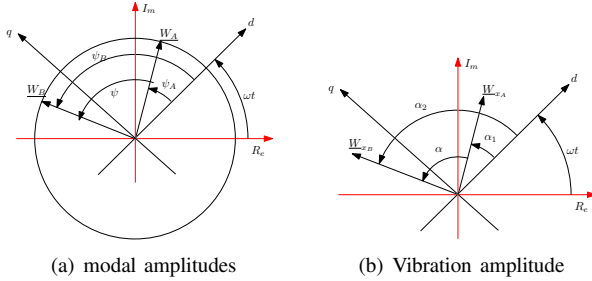 q
I_m
W_A
d
ψ_B
W_B
ψ
ψ_A
ωt
R_e
(a) modal amplitudes
I_m
d
q
W_{x_A}
α_2
W_{x_B}
α
α_1
ωt
R_e
(b) Vibration amplitude